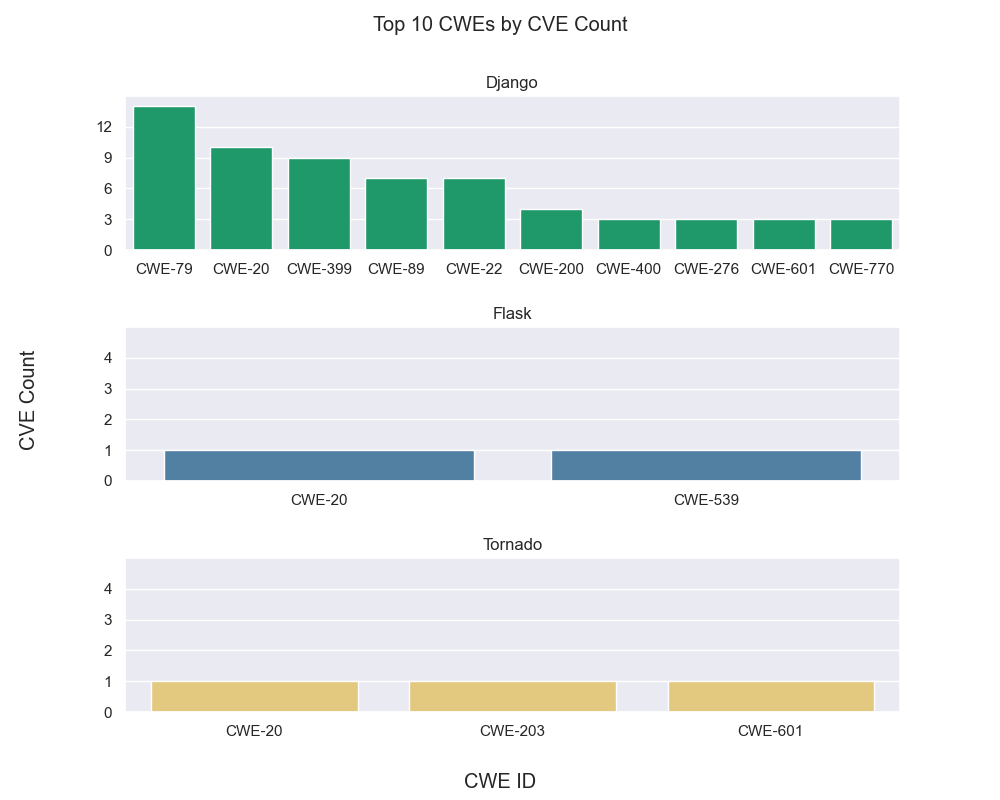 Top 10 CWEs by CVE Count
Django
12
9
6
3
0
CWE-79 CWE-20 CWE-399 CWE-89 CWE-22 CWE-200 CWE-400 CWE-276 CWE-601 CWE-770
Flask
4
3
2
1
0
CWE-20 CWE-539
CVE Count
Tornado
4
3
2
1
0
CWE-20 CWE-203 CWE-601
CWE ID